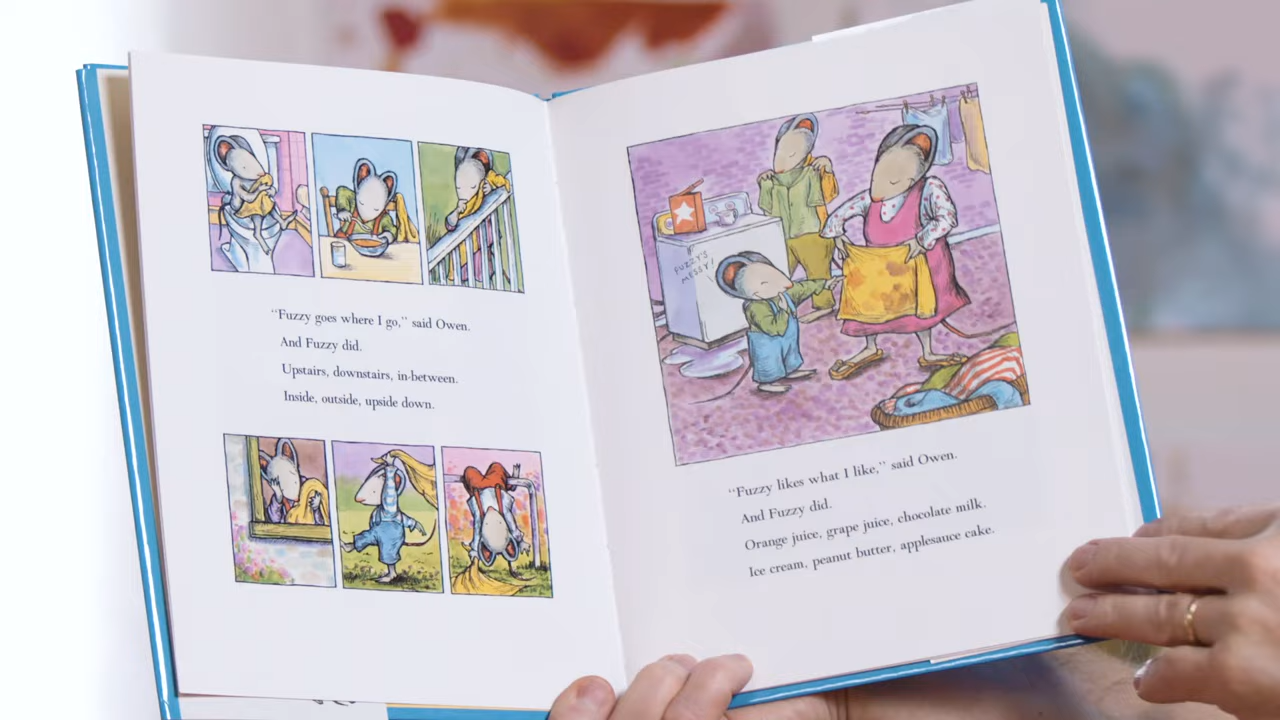 "Fuzzy goes where I go," said Owen.
And Fuzzy did.
Upstairs, downstairs, in-between.
Inside, outside, upside down.
FUZZY'S
MESSY!
"Fuzzy likes what I like," said Owen.
And Fuzzy did.
Orange juice, grape juice, chocolate milk.
Ice cream, peanut butter, applesauce cake.